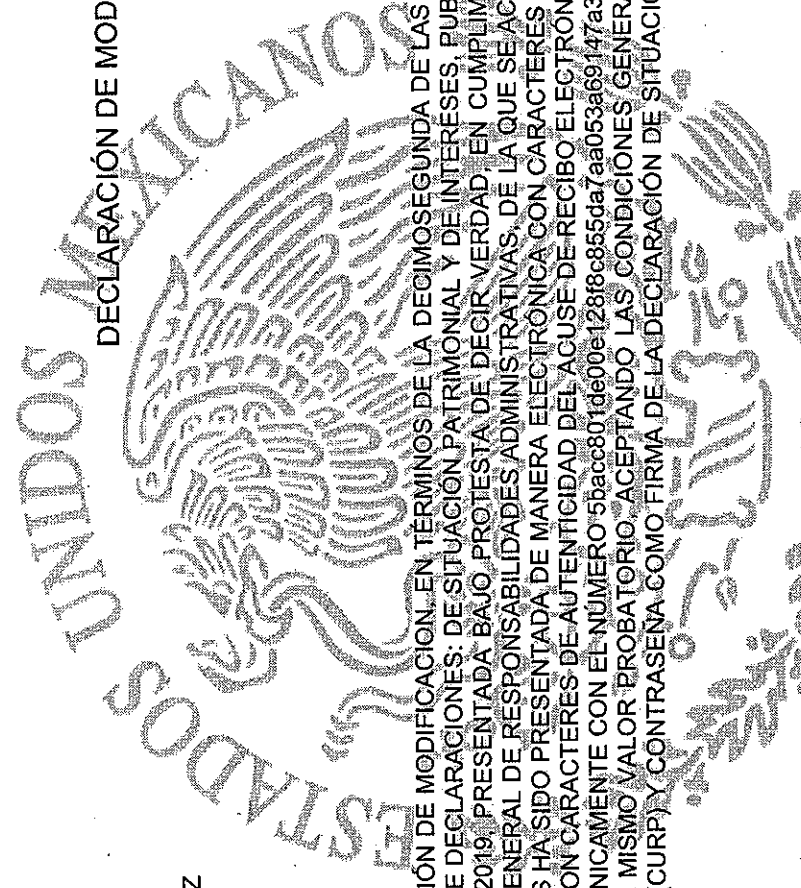 DECLARACIÓN DE MOD
Z
IÓN DE MODIFICACIÓN, EN TÉRMINOS DE LA DECIMOSEGUNDA DE LAS
E DECLARACIONES: DE SITUACIÓN PATRIMONIAL Y DE INTERESES, PUB
2019, PRESENTADA BAJO PROTESTA DE DECIR VERDAD, EN CUMPLIM
ENERAL DE RESPONSABILIDADES ADMINISTRATIVAS, DE LA QUE SE AC
S HA SIDO PRESENTADA DE MANERA ELECTRÓNICA CON CARACTERES
ON CARACTERES DE AUTENTICIDAD DEL ACUSE DE RECIBO ELECTRÓN
NICAMENTE CON EL NÚMERO 5bacc801de00e128f8c855da7aa053a69147a3
MISMO VALOR PROBATORIO, ACEPTANDO LAS CONDICIONES GENERA
CURP) Y CONTRASEÑA COMO FIRMA DE LA DECLARACIÓN DE SITUACIÓ
ESTADOS UNIDOS MEXICANOS